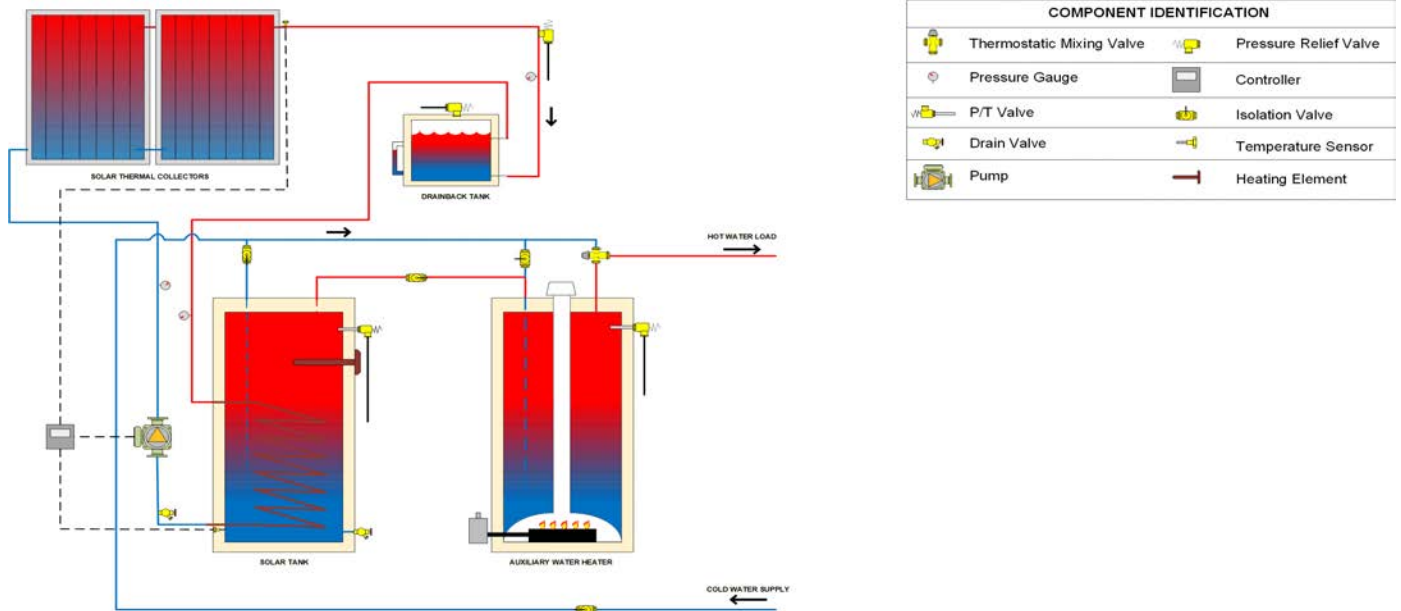 COMPONENT IDENTIFICATION
Thermostatic Mixing Valve
Pressure Relief Valve
Pressure Gauge
Controller
P/T Valve
Isolation Valve
Drain Valve
Temperature Sensor
Pump
Heating Element
SOLAR THERMAL COLLECTORS
DRAINBACK TANK
HOT WATER LOAD
SOLAR TANK
AUXILIARY WATER HEATER
COLD WATER SUPPLY